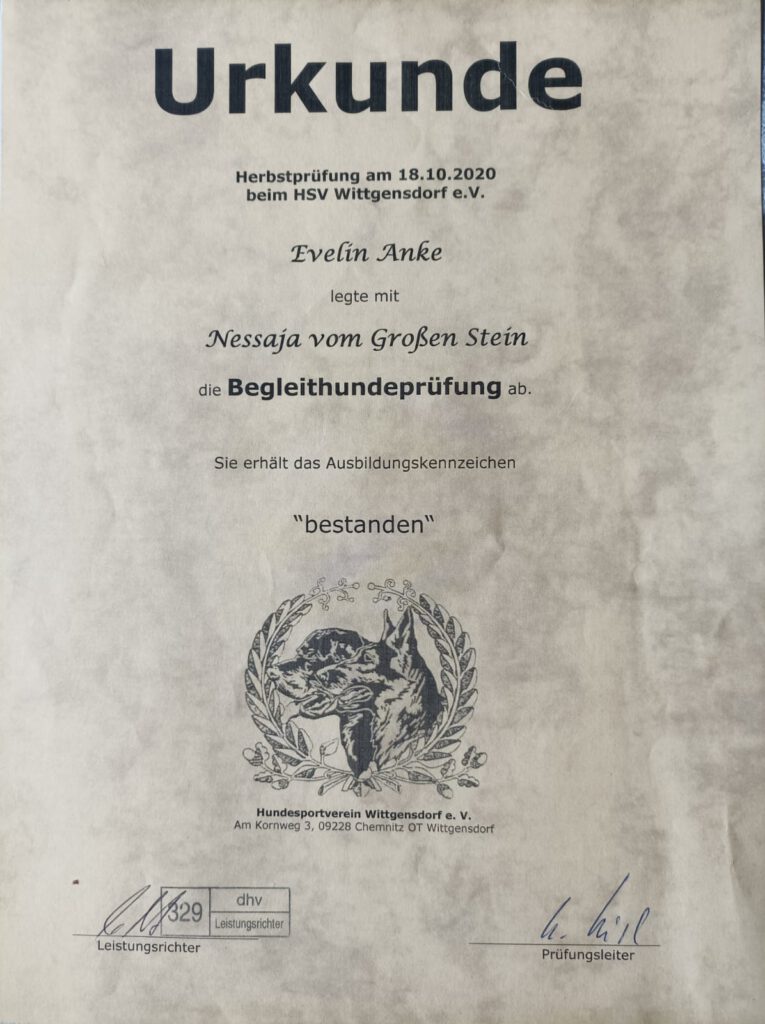 Urkunde
Herbstprüfung am 18.10.2020
beim HSV Wittgensdorf e.V.
Evelin Anke
legte mit
Nessaja vom Großen Stein
die Begleithundeprüfung ab.
Sie erhält das Ausbildungskennzeichen
"bestanden"
Hundesportverein Wittgensdorf e. V.
Am Kornweg 3, 09228 Chemnitz OT Wittgensdorf
329 dhv
Leistungsrichter
Leistungsrichter
Prüfungsleiter